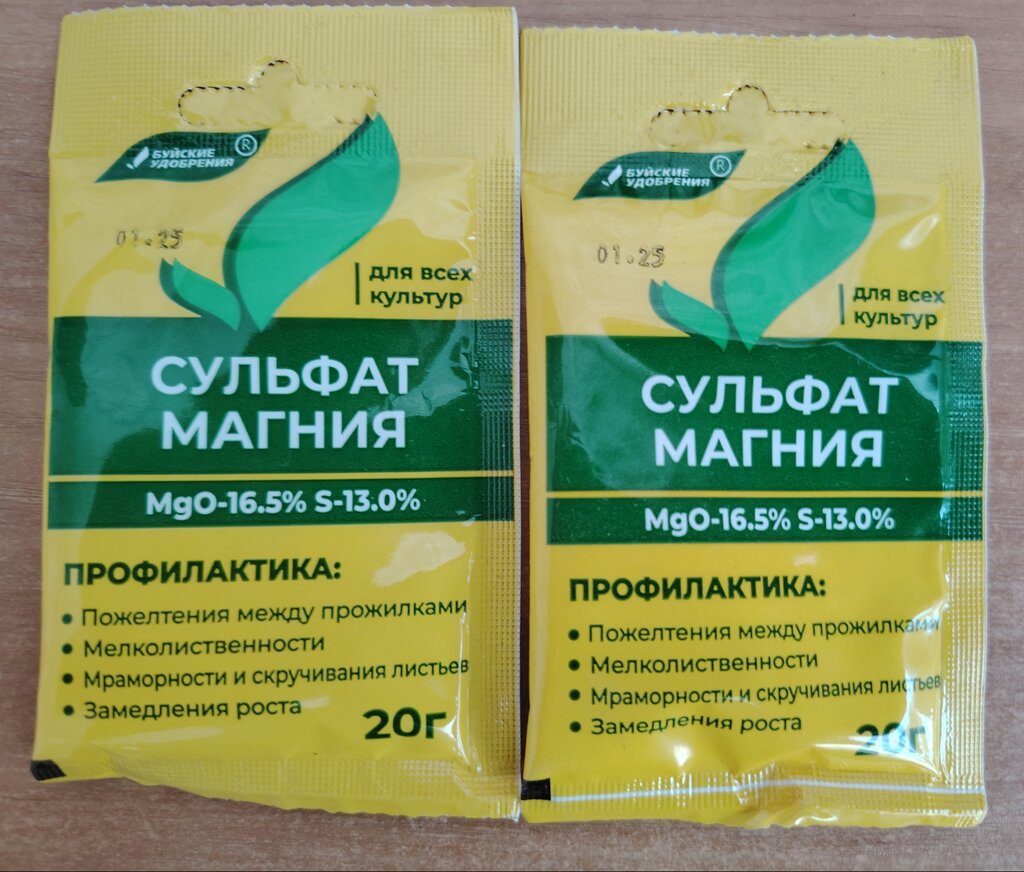 БУЙСКИЕ
УДОБРЕНИЯ
®
01.25
для всех
культур
СУЛЬФАТ
МАГНИЯ
MgO-16.5% S-13.0%
ПРОФИЛАКТИКА:
• Пожелтения между прожилками
• Мелколиственности
• Мраморности и скручивания листьев
• Замедления роста
20г
БУЙСКИЕ
УДОБРЕНИЯ
®
01.25
для всех
культур
СУЛЬФАТ
МАГНИЯ
MgO-16.5% S-13.0%
ПРОФИЛАКТИКА:
• Пожелтения между прожилками
• Мелколиственности
• Мраморности и скручивания листьев
• Замедления роста
20г